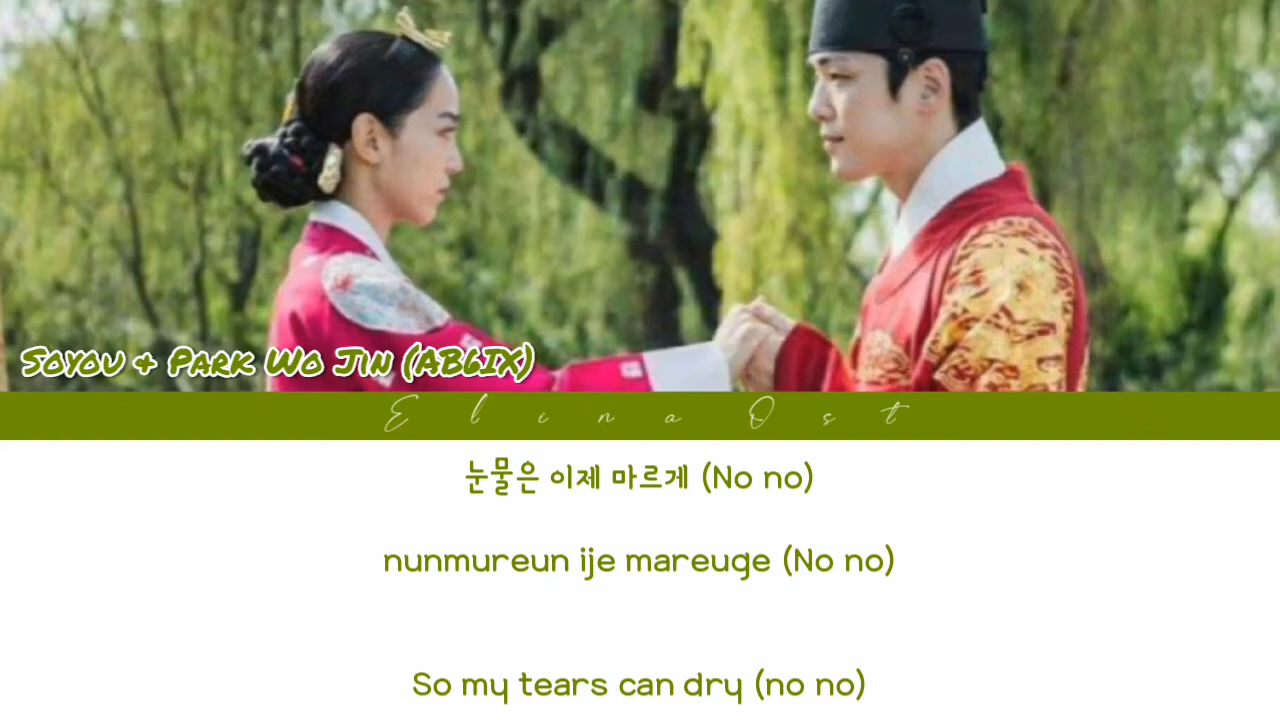 Soyou + Park Wo Jin (AB6IX)
Elina Ost
눈물은 이제 마르게 (No no)
nunmureun ije mareuge (No no)
So my tears can dry (no no)